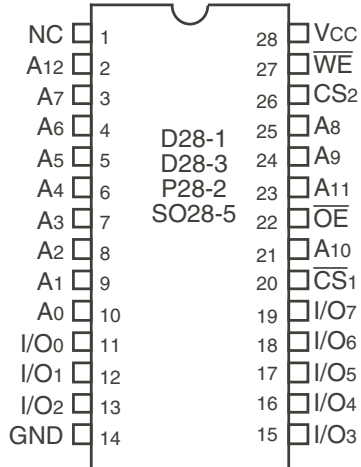 NC 1 28 VCC
A12 2 27 W̅E̅
A7 3 26 CS2
A6 4 25 A8
A5 5 24 A9
A4 6 23 A11
A3 7 22 O̅E̅
A2 8 21 A10
A1 9 20 C̅S̅1
A0 10 19 I/O7
I/O0 11 18 I/O6
I/O1 12 17 I/O5
I/O2 13 16 I/O4
GND 14 15 I/O3
D28-1
D28-3
P28-2
SO28-5